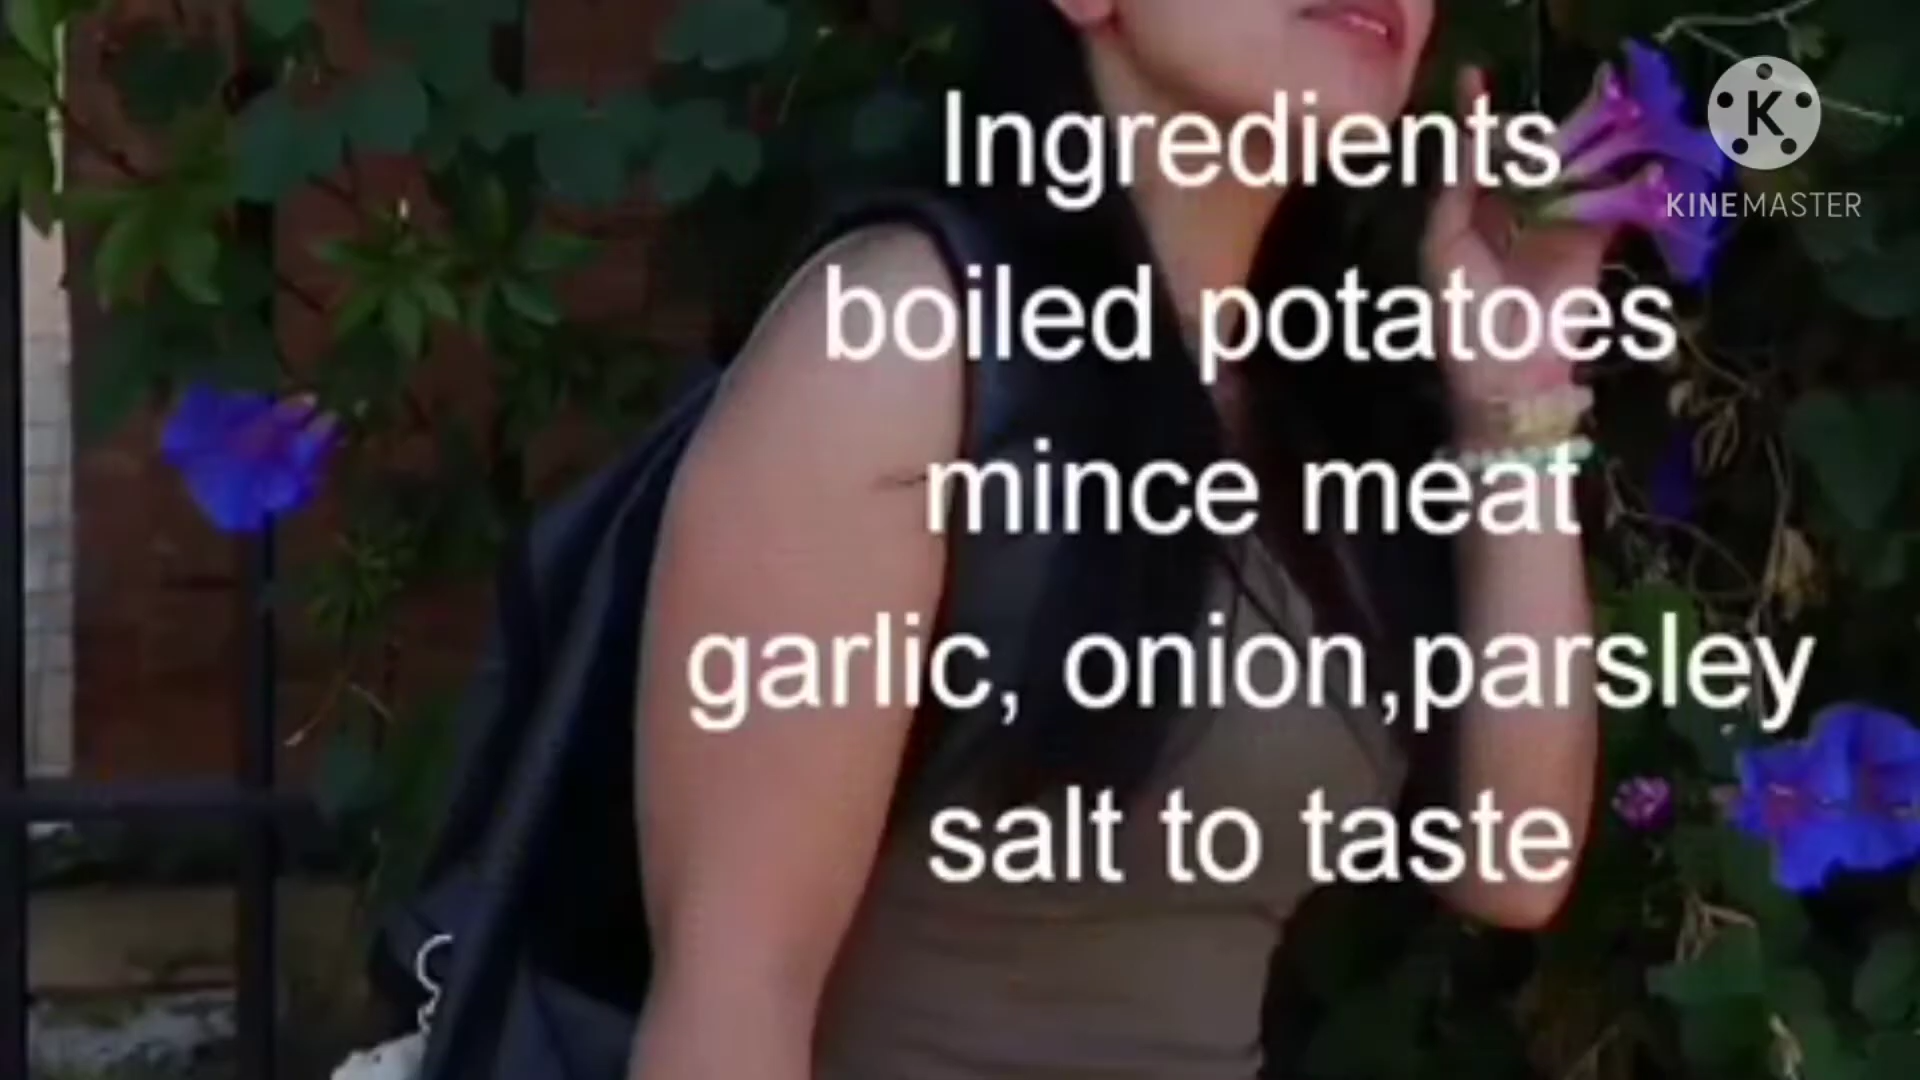 Ingredients
K
KINEMASTER
boiled potatoes
mince meat
garlic, onion,parsley
salt to taste